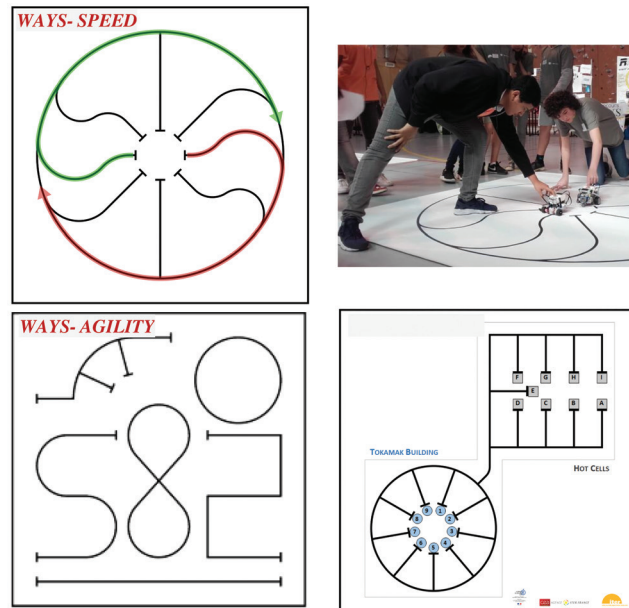 WAYS- SPEED
WAYS- AGILITY
F G H I
E
D C B A
TOKAMAK BUILDING
HOT CELLS
9 1
8 2
7 3
6 4
5